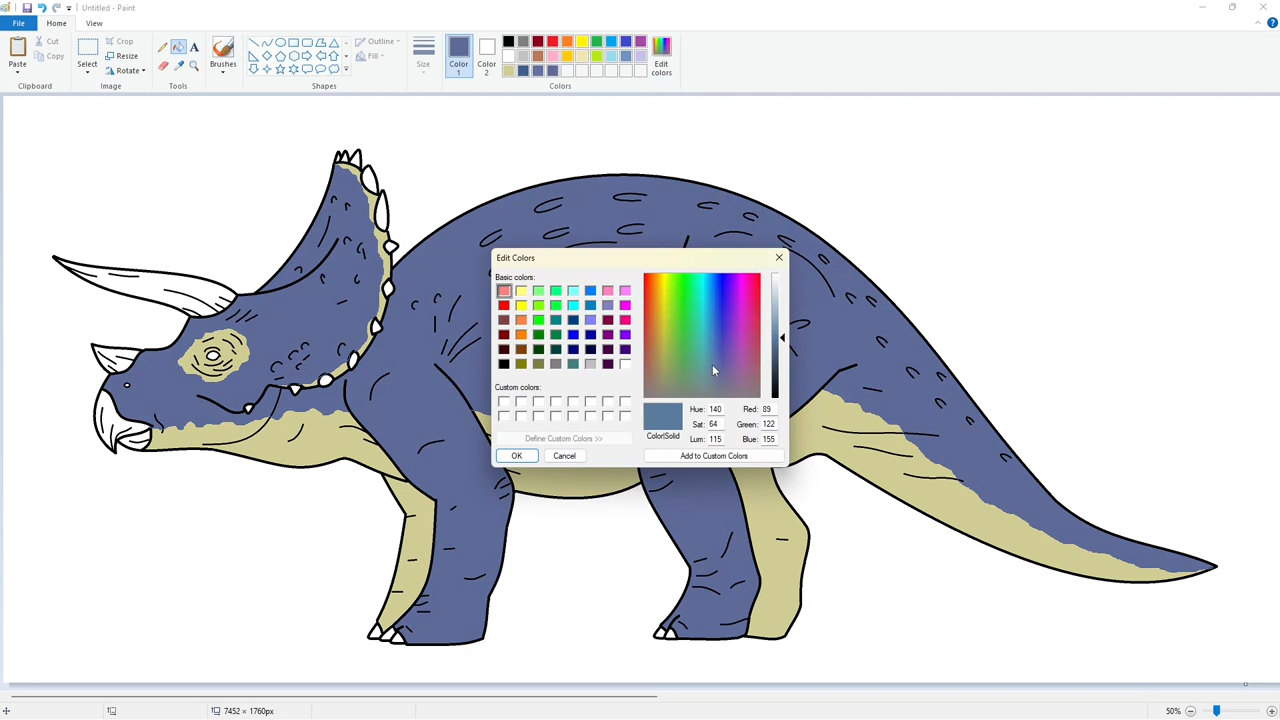 Untitled - Paint
File Home View
Paste
Cut
Copy
Clipboard
Select
Crop
Resize
Rotate
Image
A
Tools
Brushes
Outline
Fill
Shapes
Size
Color
1
Color
2
Edit
colors
Colors
Edit Colors
Basic colors:
Custom colors:
Define Custom Colors >>
OK Cancel
Color|Solid
Hue: 140 Red: 89
Sat: 64 Green: 122
Lum: 115 Blue: 155
Add to Custom Colors
7452 × 1760px
50%